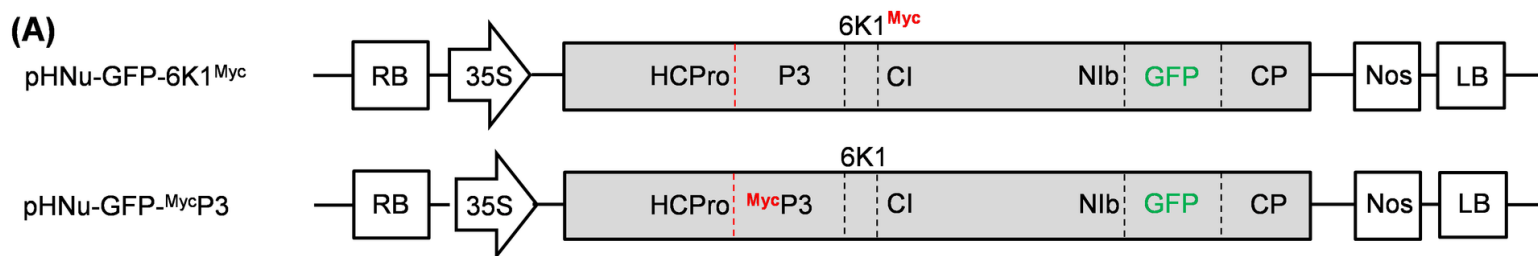 (A)
6K1Myc
pHNu-GFP-6K1Myc RB 35S HCPro P3 CI NIb GFP CP Nos LB
6K1
pHNu-GFP-MycP3 RB 35S HCPro MycP3 CI NIb GFP CP Nos LB